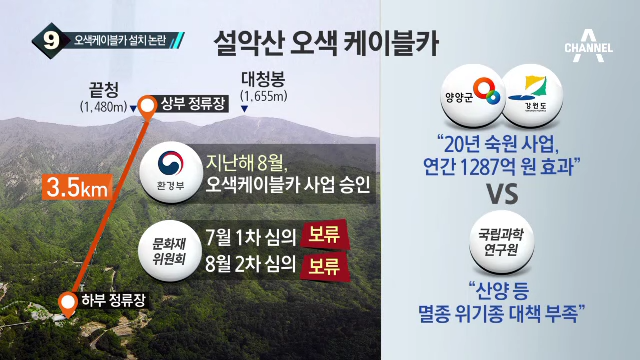 9 오색케이블카 설치 논란
설악산 오색 케이블카
CHANNEL A
끝청
(1,480m)
상부 정류장
대청봉
(1,655m)
3.5km
하부 정류장
환경부
지난해 8월,
오색케이블카 사업 승인
문화재
위원회
7월 1차 심의 보류
8월 2차 심의 보류
양양군
강원도
“20년 숙원 사업,
연간 1287억 원 효과”
VS
국립과학
연구원
“산양 등
멸종 위기종 대책 부족”